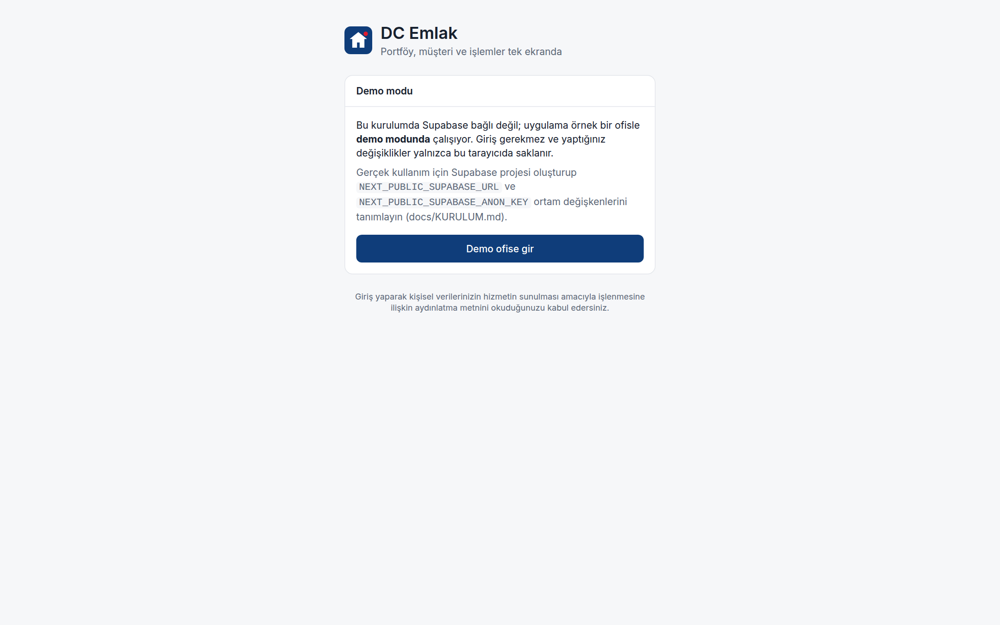 DC Emlak
Portföy, müşteri ve işlemler tek ekranda
Demo modu
Bu kurulumda Supabase bağlı değil; uygulama örnek bir ofisle
demo modunda çalışıyor. Giriş gerekmez ve yaptığınız
değişiklikler yalnızca bu tarayıcıda saklanır.
Gerçek kullanım için Supabase projesi oluşturup
NEXT_PUBLIC_SUPABASE_URL ve
NEXT_PUBLIC_SUPABASE_ANON_KEY ortam değişkenlerini
tanımlayın (docs/KURULUM.md).
Demo ofise gir
Giriş yaparak kişisel verilerinizin hizmetin sunulması amacıyla işlenmesine
ilişkin aydınlatma metnini okuduğunuzu kabul edersiniz.